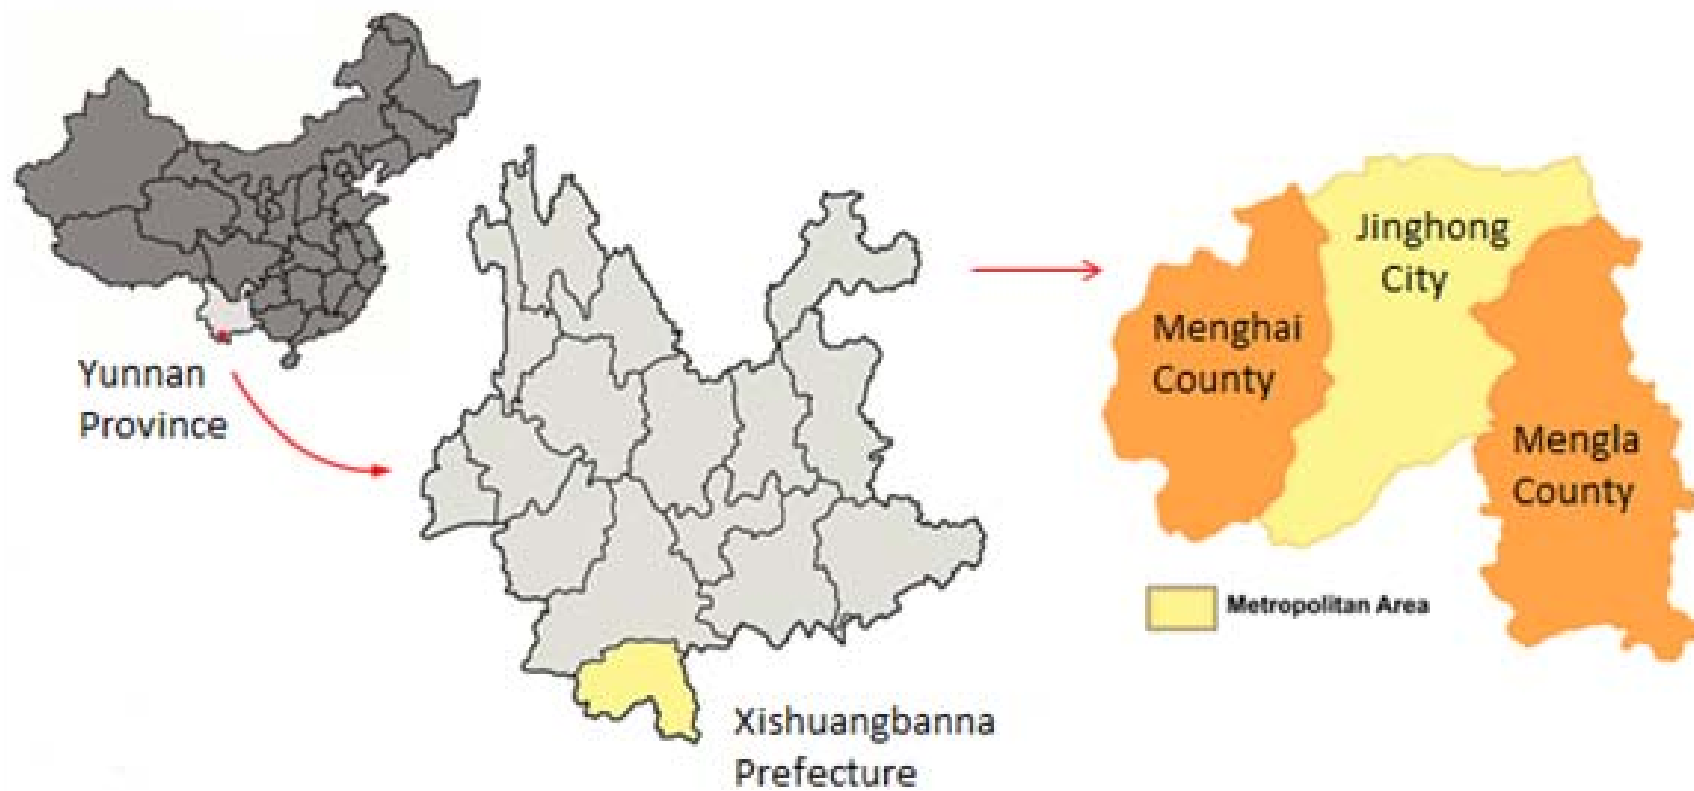 Yunnan
Province
Xishuangbanna
Prefecture
Jinghong
City
Menghai
County
Mengla
County
Metropolitan Area